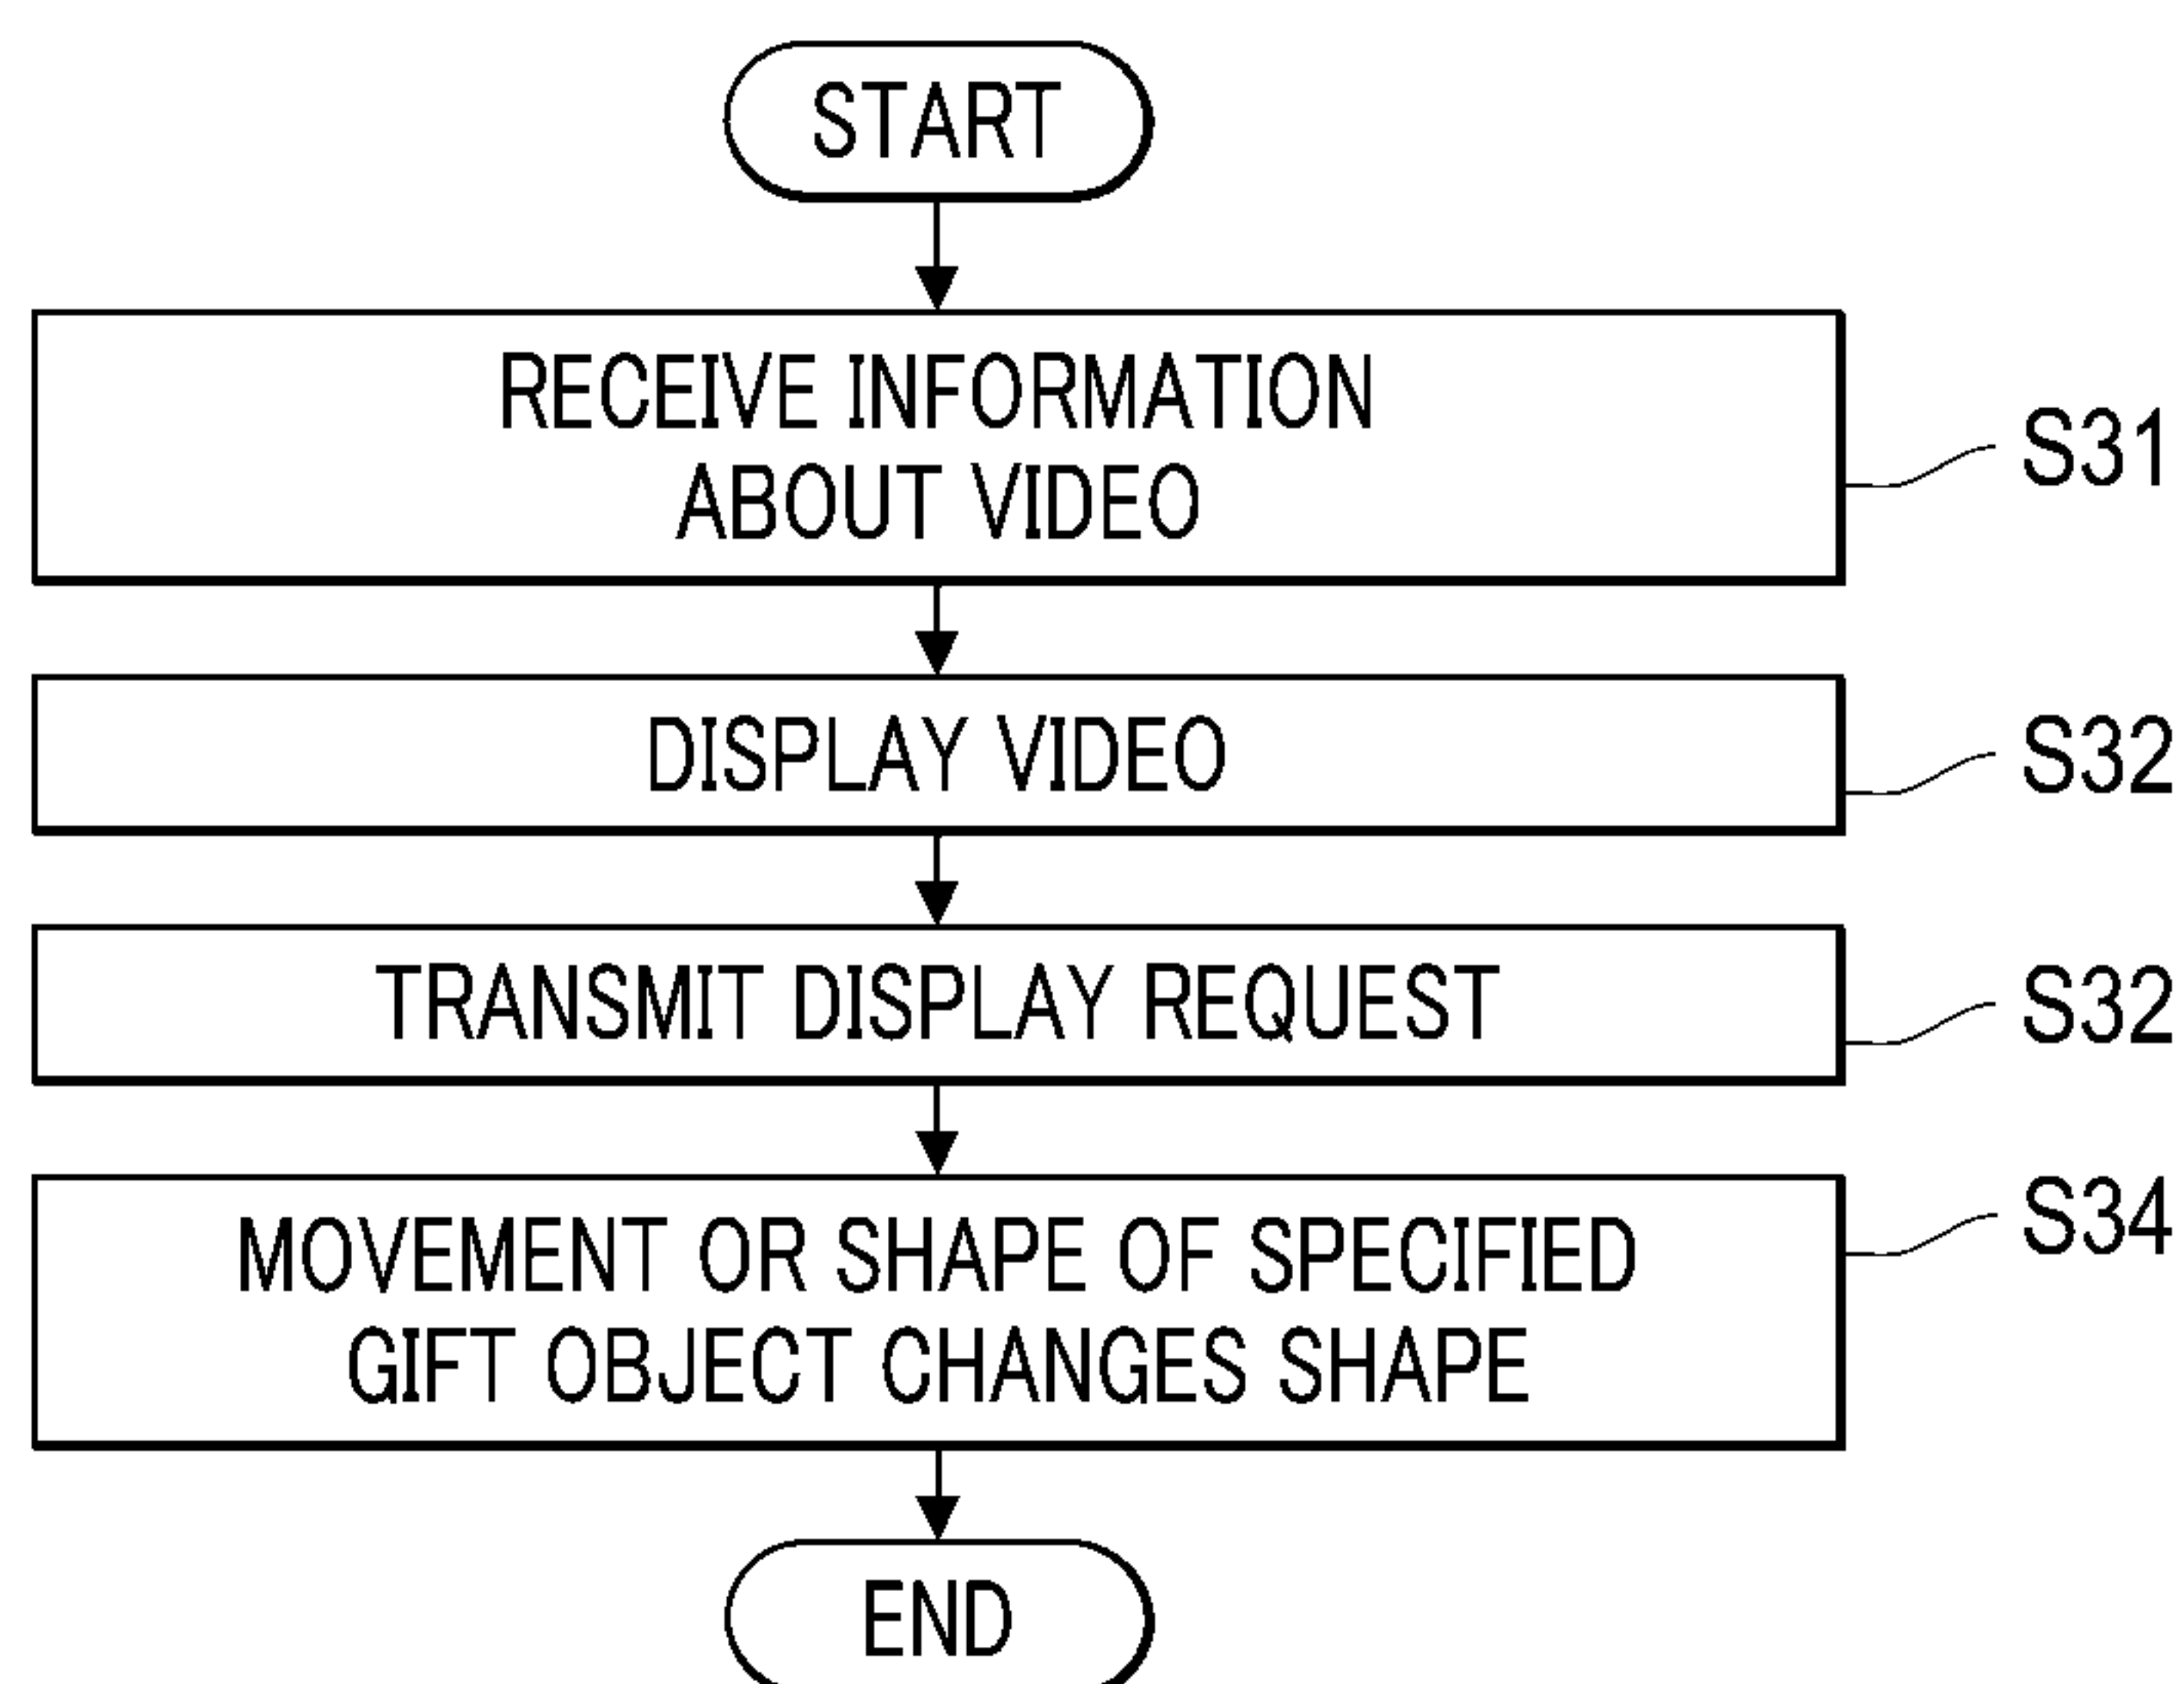 START
RECEIVE INFORMATION
ABOUT VIDEO
S31
DISPLAY VIDEO
S32
TRANSMIT DISPLAY REQUEST
S32
MOVEMENT OR SHAPE OF SPECIFIED
GIFT OBJECT CHANGES SHAPE
S34
END